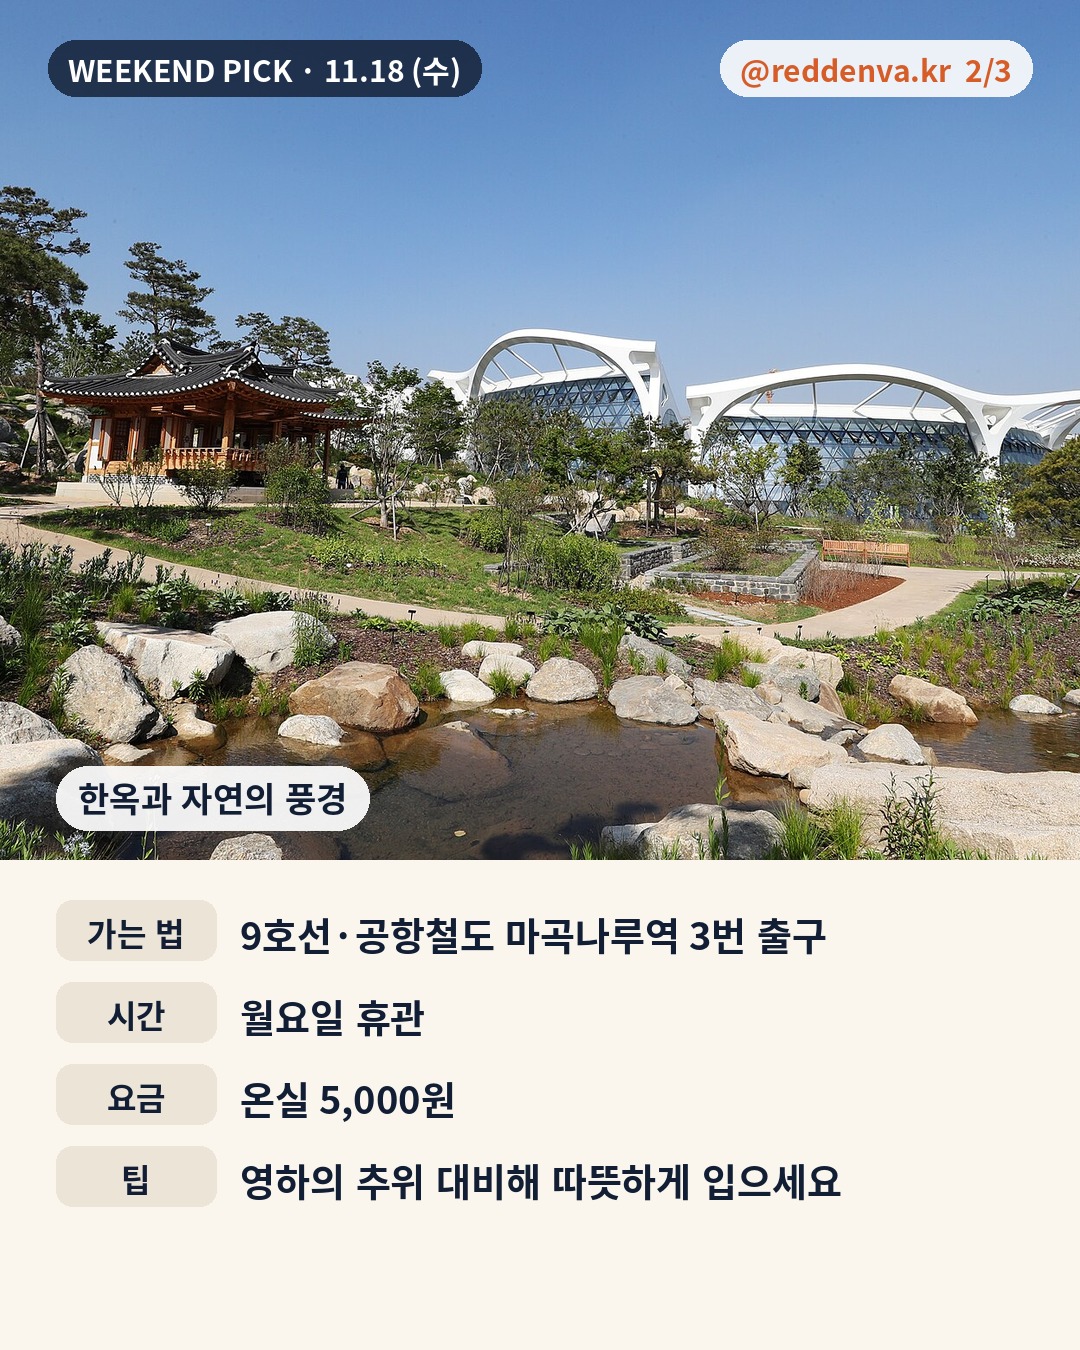 WEEKEND PICK · 11.18 (수)
@reddenva.kr 2/3
한옥과 자연의 풍경
가는 법 9호선·공항철도 마곡나루역 3번 출구
시간 월요일 휴관
요금 온실 5,000원
팁 영하의 추위 대비해 따뜻하게 입으세요